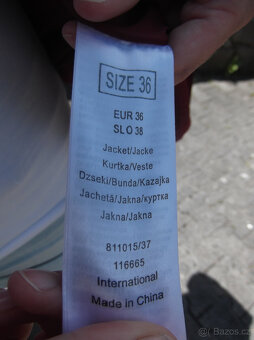 SIZE 36
EUR 36
SLO 38
Jacket/Jacke
Kurtka/Veste
Dzseki/Bunda/Kazajka
Jachetă/Jakna/куртка
Jakna/Jakna
811015/37
116665
International
Made in China
Bazos.cz